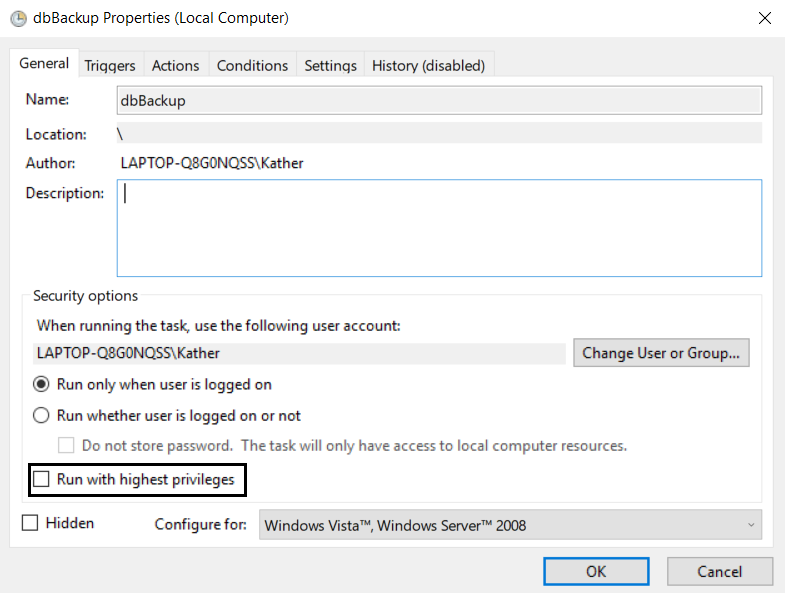 dbBackup Properties (Local Computer)
General Triggers Actions Conditions Settings History (disabled)
Name: dbBackup
Location: \
Author: LAPTOP-Q8G0NQSS\Kather
Description:
Security options
When running the task, use the following user account:
LAPTOP-Q8G0NQSS\Kather Change User or Group...
Run only when user is logged on
Run whether user is logged on or not
Do not store password. The task will only have access to local computer resources.
Run with highest privileges
Hidden Configure for: Windows Vista™, Windows Server™ 2008
OK Cancel